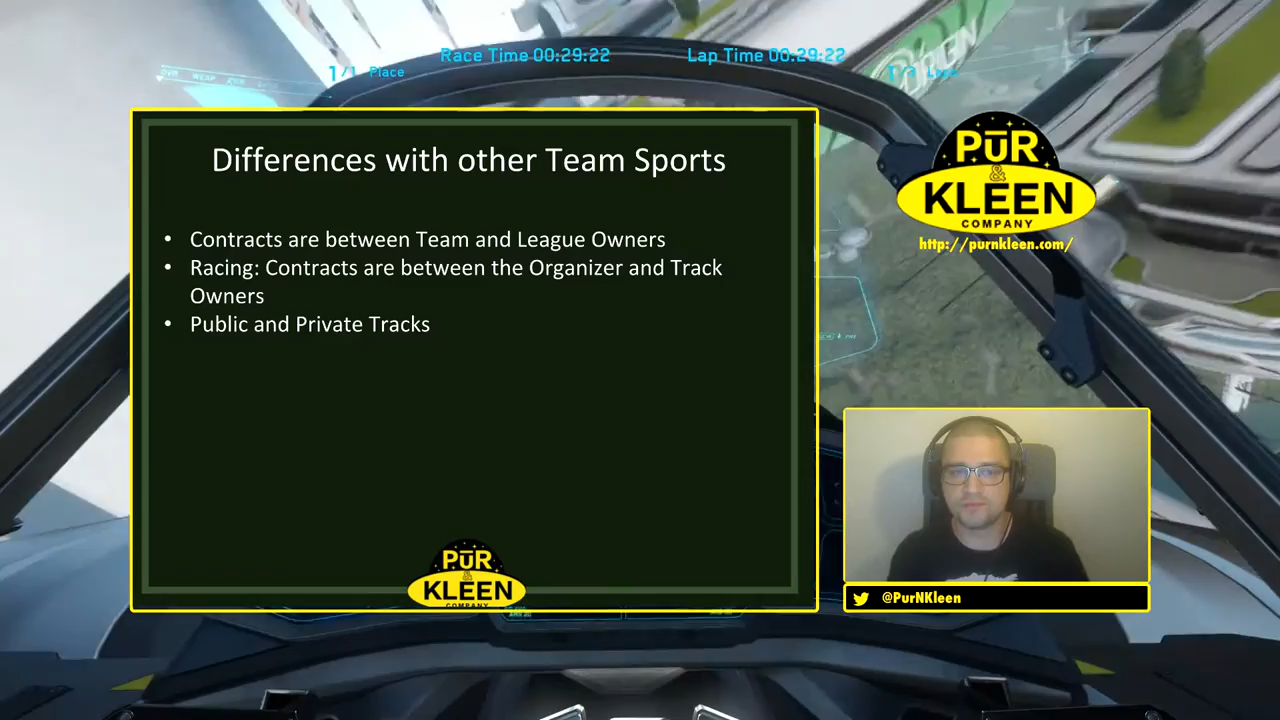 Race Time 00:29:22
Lap Time 00:29:22
1/1 Place
OPEN
PŪR
&
KLEEN
COMPANY
http://purnkleen.com/
Differences with other Team Sports
• Contracts are between Team and League Owners
• Racing: Contracts are between the Organizer and Track
Owners
• Public and Private Tracks
PŪR
&
KLEEN
COMPANY
@PurNKleen